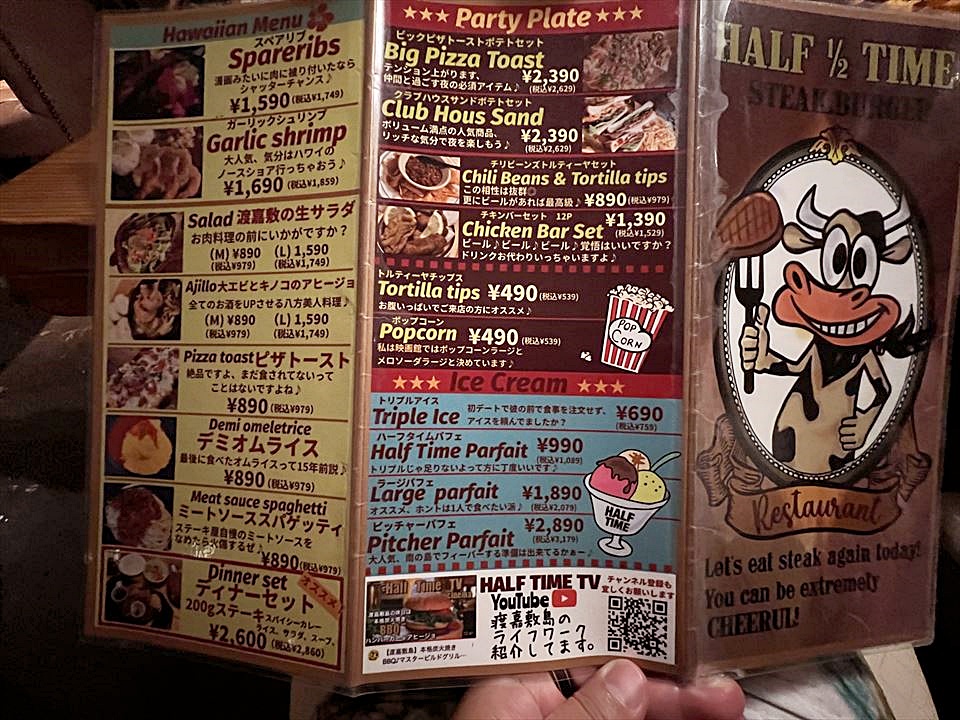 Hawaiian Menu
スペアリブ
Spareribs
漫画みたいに肉に被り付いたなら
シャッターチャンス♪
¥1,590(税込¥1,749)
ガーリックシュリンプ
Garlic shrimp
大人気、気分はハワイの
ノースショア行っちゃおう♪
¥1,690(税込¥1,859)
Salad 渡嘉敷の生サラダ
お肉料理の前にいかがですか?
(M)¥890 (L)1,590
(税込¥979) (税込¥1,749)
Ajillo大エビとキノコのアヒージョ
全てのお酒をUPさせる八方美人料理♪
(M)¥890 (L)1,590
(税込¥979) (税込¥1,749)
Pizza toastピザトースト
絶品ですよ、まだ食されてないって
ことはないですよね♪
¥890(税込¥979)
Demi omeletrice
デミオムライス
最後に食べたオムライスって15年前説♪
¥890(税込¥979)
Meat sauce spaghetti
ミートソーススパゲッティ
ステーキ屋自慢のミートソースを
なめたら火傷するぜ♪
¥890(税込¥979)
Dinner set
オススメ!
ディナーセット
200gステーキスパイシーカレー
ライス、サラダ、スープ、
¥2,600(税込¥2,860)
★★★ Party Plate ★★★
ビックピザトーストポテトセット
Big Pizza Toast
テンション上がります、
仲間と過ごす夜の必須アイテム♪
¥2,390
(税込¥2,629)
クラブハウスサンドポテトセット
Club Hous Sand
ボリューム満点の人気商品、
リッチな気分で夜を楽しもう♪
¥2,390
(税込¥2,629)
チリビーンズトルティーヤセット
Chili Beans & Tortilla tips
この相性は抜群◎
更にビールがあれば最高級♪ ¥890(税込¥979)
チキンバーセット 12P
Chicken Bar Set
¥1,390
(税込¥1,529)
ビール♪ビール♪ビール♪覚悟はいいですか?
ドリンクお代わりいっちゃいますよ♪
トルティーヤチップス
Tortilla tips ¥490(税込¥539)
お腹いっぱいでご来店の方にオススメ♪
ポップコーン
Popcorn ¥490(税込¥539)
私は映画館ではポップコーンラージと
メロソーダラージと決めています♪
POP
CORN
★★★ Ice Cream ★★★
トリプルアイス
Triple Ice
初デートで彼の前で食事を注文せず、
アイスを頼んでましたか?
¥690
(税込¥759)
ハーフタイムパフェ
Half Time Parfait
¥990
(税込¥1,089)
トリプルじゃ足りないよって方に丁度いいです♪
ラージパフェ
Large parfait
¥1,890
(税込¥2,079)
オススメ、ホントは1人で食べたい派♪
ピッチャーパフェ
Pitcher Parfait
¥2,890
(税込¥3,179)
大人気、南の島でフィーバーする準備は出来てるかぁー♪
HALF
TIME
Half Time TV
cinema
BBQ
【渡嘉敷島】本格炭火焼き
BBQ♪マスタービルドグリル…
HALF TIME TV
YouTube
チャンネル登録も
宜しくお願いします
渡嘉敷島の
ライフワーク
紹介してます。
HALF ½ TIME
STEAK.BURGER
Restaurant
Let's eat steak again today!
You can be extremely
CHEERUL!